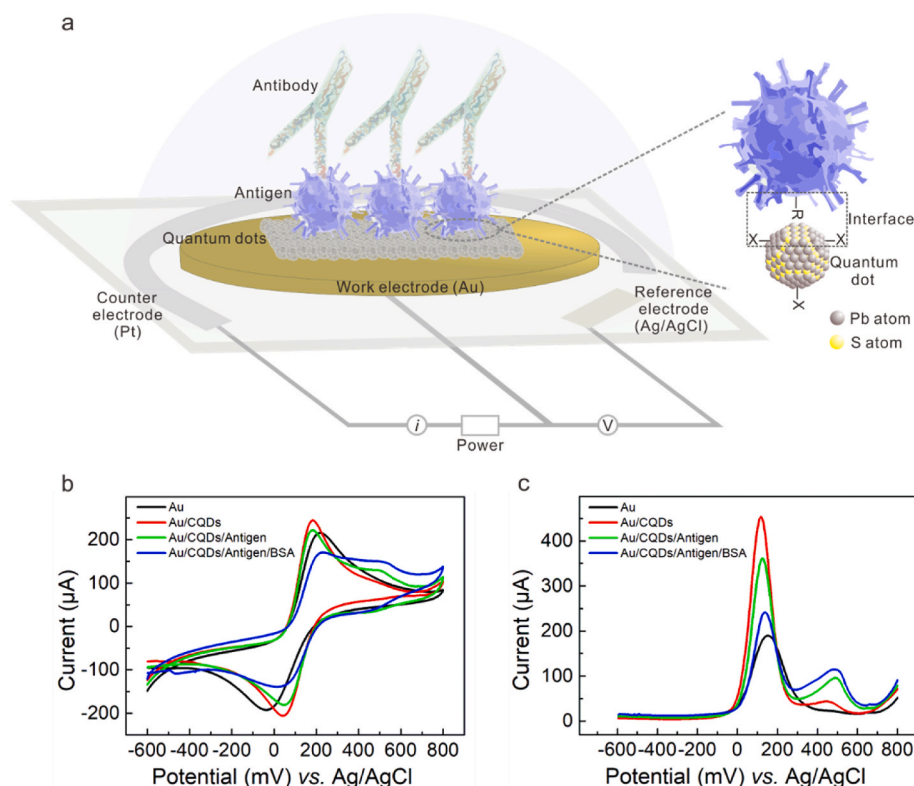 a
Antibody
Antigen
Quantum dots
Work electrode (Au)
Counter
electrode
(Pt)
Reference
electrode
(Ag/AgCl)
i
Power
V
R
Interface
X
X
Quantum
dot
X
Pb atom
S atom
b
Au
Au/CQDs
Au/CQDs/Antigen
Au/CQDs/Antigen/BSA
Current (μA)
200
100
0
-100
-200
-600 -400 -200 0 200 400 600 800
Potential (mV) vs. Ag/AgCl
c
Au
Au/CQDs
Au/CQDs/Antigen
Au/CQDs/Antigen/BSA
Current (μA)
400
300
200
100
0
-600 -400 -200 0 200 400 600 800
Potential (mV) vs. Ag/AgCl